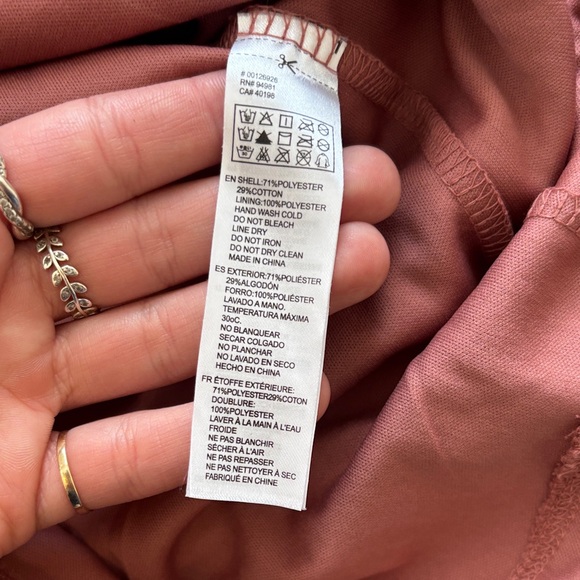 # 00126926
RN# 94981
CA# 40198
EN SHELL:71%POLYESTER
29%COTTON
LINING:100%POLYESTER
HAND WASH COLD
DO NOT BLEACH
LINE DRY
DO NOT IRON
DO NOT DRY CLEAN
MADE IN CHINA
ES EXTERIOR:71%POLIÉSTER
29%ALGODÓN
FORRO:100%POLIÉSTER
LAVADO A MANO.
TEMPERATURA MÁXIMA
30oC.
NO BLANQUEAR
SECAR COLGADO
NO PLANCHAR
NO LAVADO EN SECO
HECHO EN CHINA
FR ÉTOFFE EXTÉRIEURE:
71%POLYESTER29%COTON
DOUBLURE:
100%POLYESTER
LAVER À LA MAIN À L'EAU
FROIDE
NE PAS BLANCHIR
SÉCHER À L'AIR
NE PAS REPASSER
NE PAS NETTOYER À SEC
FABRIQUÉ EN CHINE